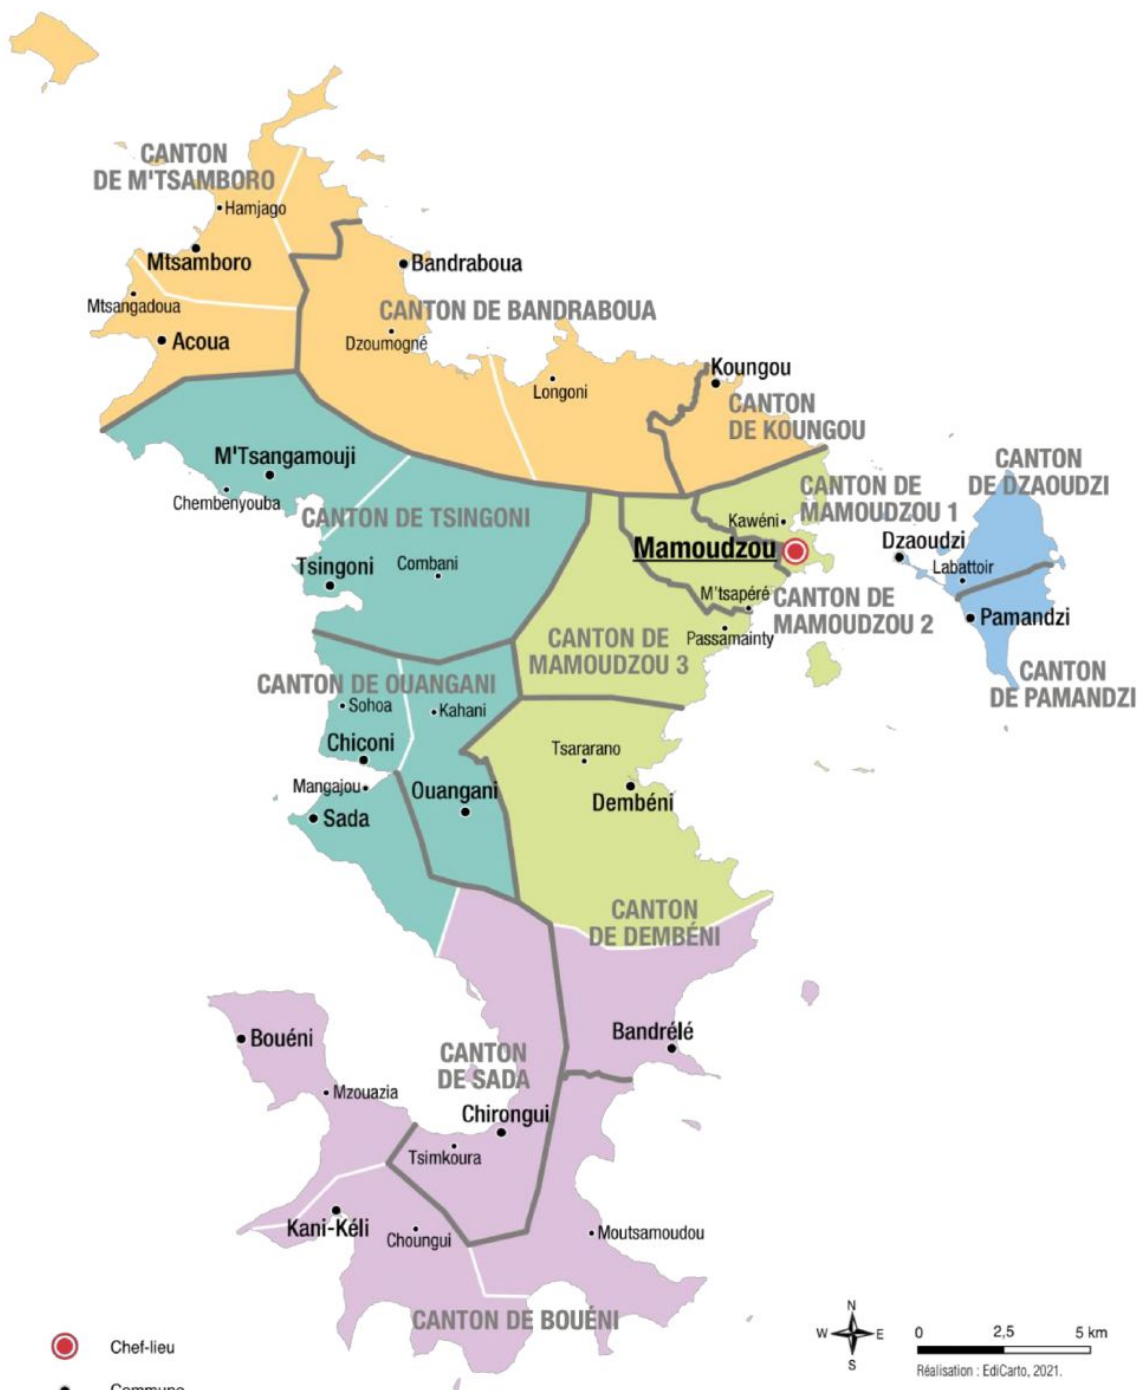 CANTON
DE M'TSAMBORO
Hamjago
Mtsamboro
Bandraboua
Mtsangadoua
CANTON DE BANDRABOUA
Acoua
Dzoumogné
Koungou
Longoni
CANTON
DE KOUNGOU
M'Tsangamouji
CANTON
DE DZAOUDZI
Chembenyouba
CANTON DE
MAMOUDZOU 1
CANTON DE TSINGONI
Kawéni
Mamoudzou
Dzaoudzi
Tsingoni
Combani
Labattoir
M'tsapéré
CANTON DE
MAMOUDZOU 2
Pamandzi
Passamainty
CANTON DE
MAMOUDZOU 3
CANTON
DE PAMANDZI
CANTON DE OUANGANI
Sohoa
Kahani
Chiconi
Tsararano
Mangajou
Ouangani
Dembéni
Sada
CANTON
DE DEMBÉNI
Bouéni
Bandrélé
CANTON
DE SADA
Mzouazia
Chirongui
Tsimkoura
Kani-Kéli
Choungui
Moutsamoudou
CANTON DE BOUÉNI
N
W
E
S
0
2,5
5 km
Réalisation : EdiCarto, 2021.
Chef-lieu
Commune